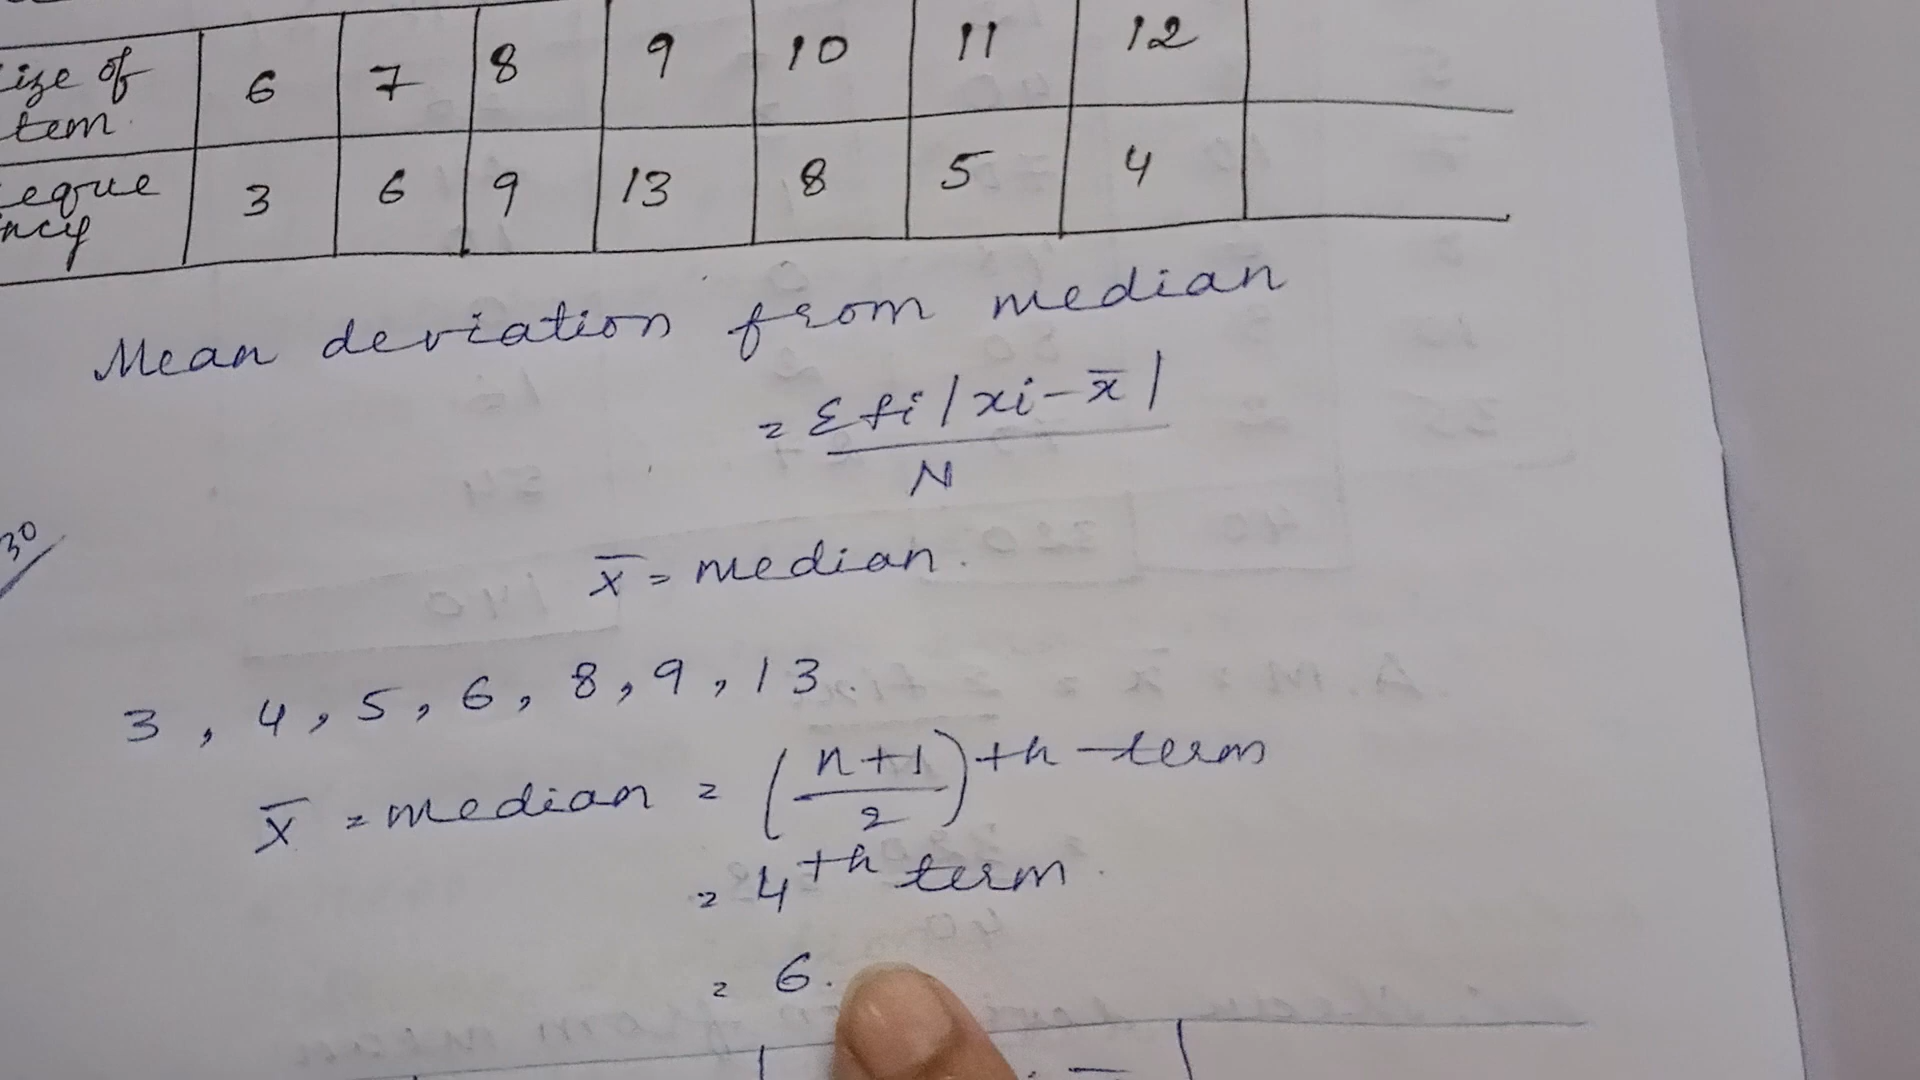 ize of tem 6 7 8 9 10 11 12
eque ncy 3 6 9 13 8 5 4
Mean deviation from median
= Σfi|xi-x̄|
N
30
x̄ = median.
3, 4, 5, 6, 8, 9, 13.
x̄ = median = (n+1/2)th term
= 4th term.
= 6.